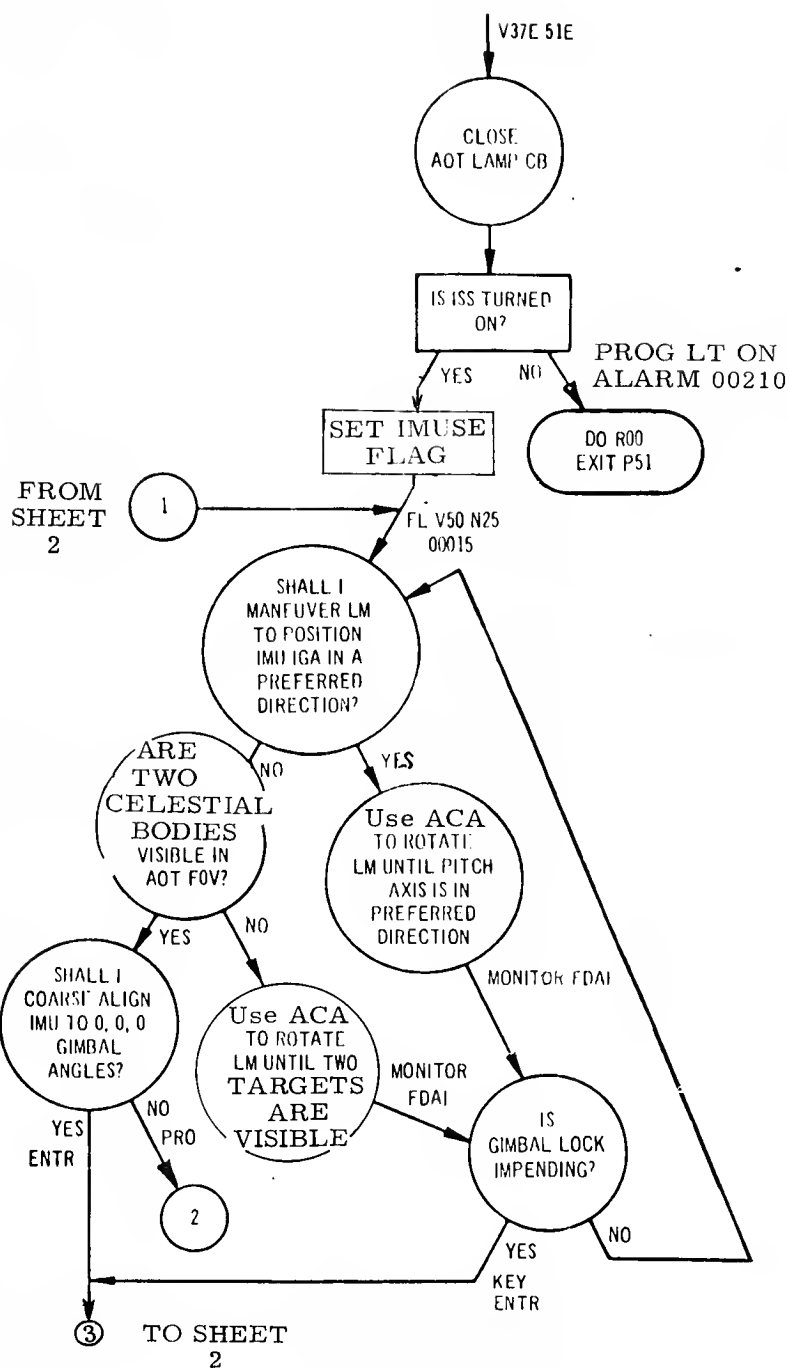 V37E 51E
CLOSE
AOT LAMP CB
IS ISS TURNED
ON?
YES
NO
PROG LT ON
ALARM 00210
SET IMUSE
FLAG
DO R00
EXIT P51
FROM
SHEET
2
1
FL V50 N25
00015
SHALL I
MANEUVER LM
TO POSITION
IMU IGA IN A
PREFERRED
DIRECTION?
NO
YES
ARE
TWO
CELESTIAL
BODIES
VISIBLE IN
AOT FOV?
Use ACA
TO ROTATE
LM UNTIL PITCH
AXIS IS IN
PREFERRED
DIRECTION
YES
NO
MONITOR FDAI
SHALL I
COARSE ALIGN
IMU TO 0, 0, 0
GIMBAL
ANGLES?
Use ACA
TO ROTATE
LM UNTIL TWO
TARGETS
ARE
VISIBLE
MONITOR
FDAI
IS
GIMBAL LOCK
IMPENDING?
YES
ENTR
NO
PRO
2
YES
KEY
ENTR
NO
3
TO SHEET
2